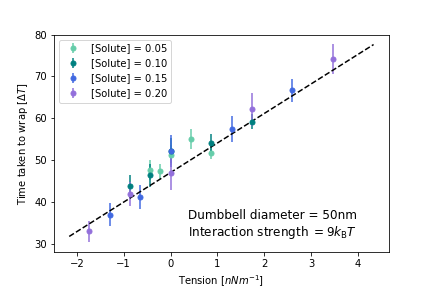 80
70
60
50
40
30
Time taken to wrap [ΔT]
[Solute] = 0.05
[Solute] = 0.10
[Solute] = 0.15
[Solute] = 0.20
Dumbbell diameter = 50nm
Interaction strength = 9k_BT
−2 −1 0 1 2 3 4
Tension [nNm⁻¹]